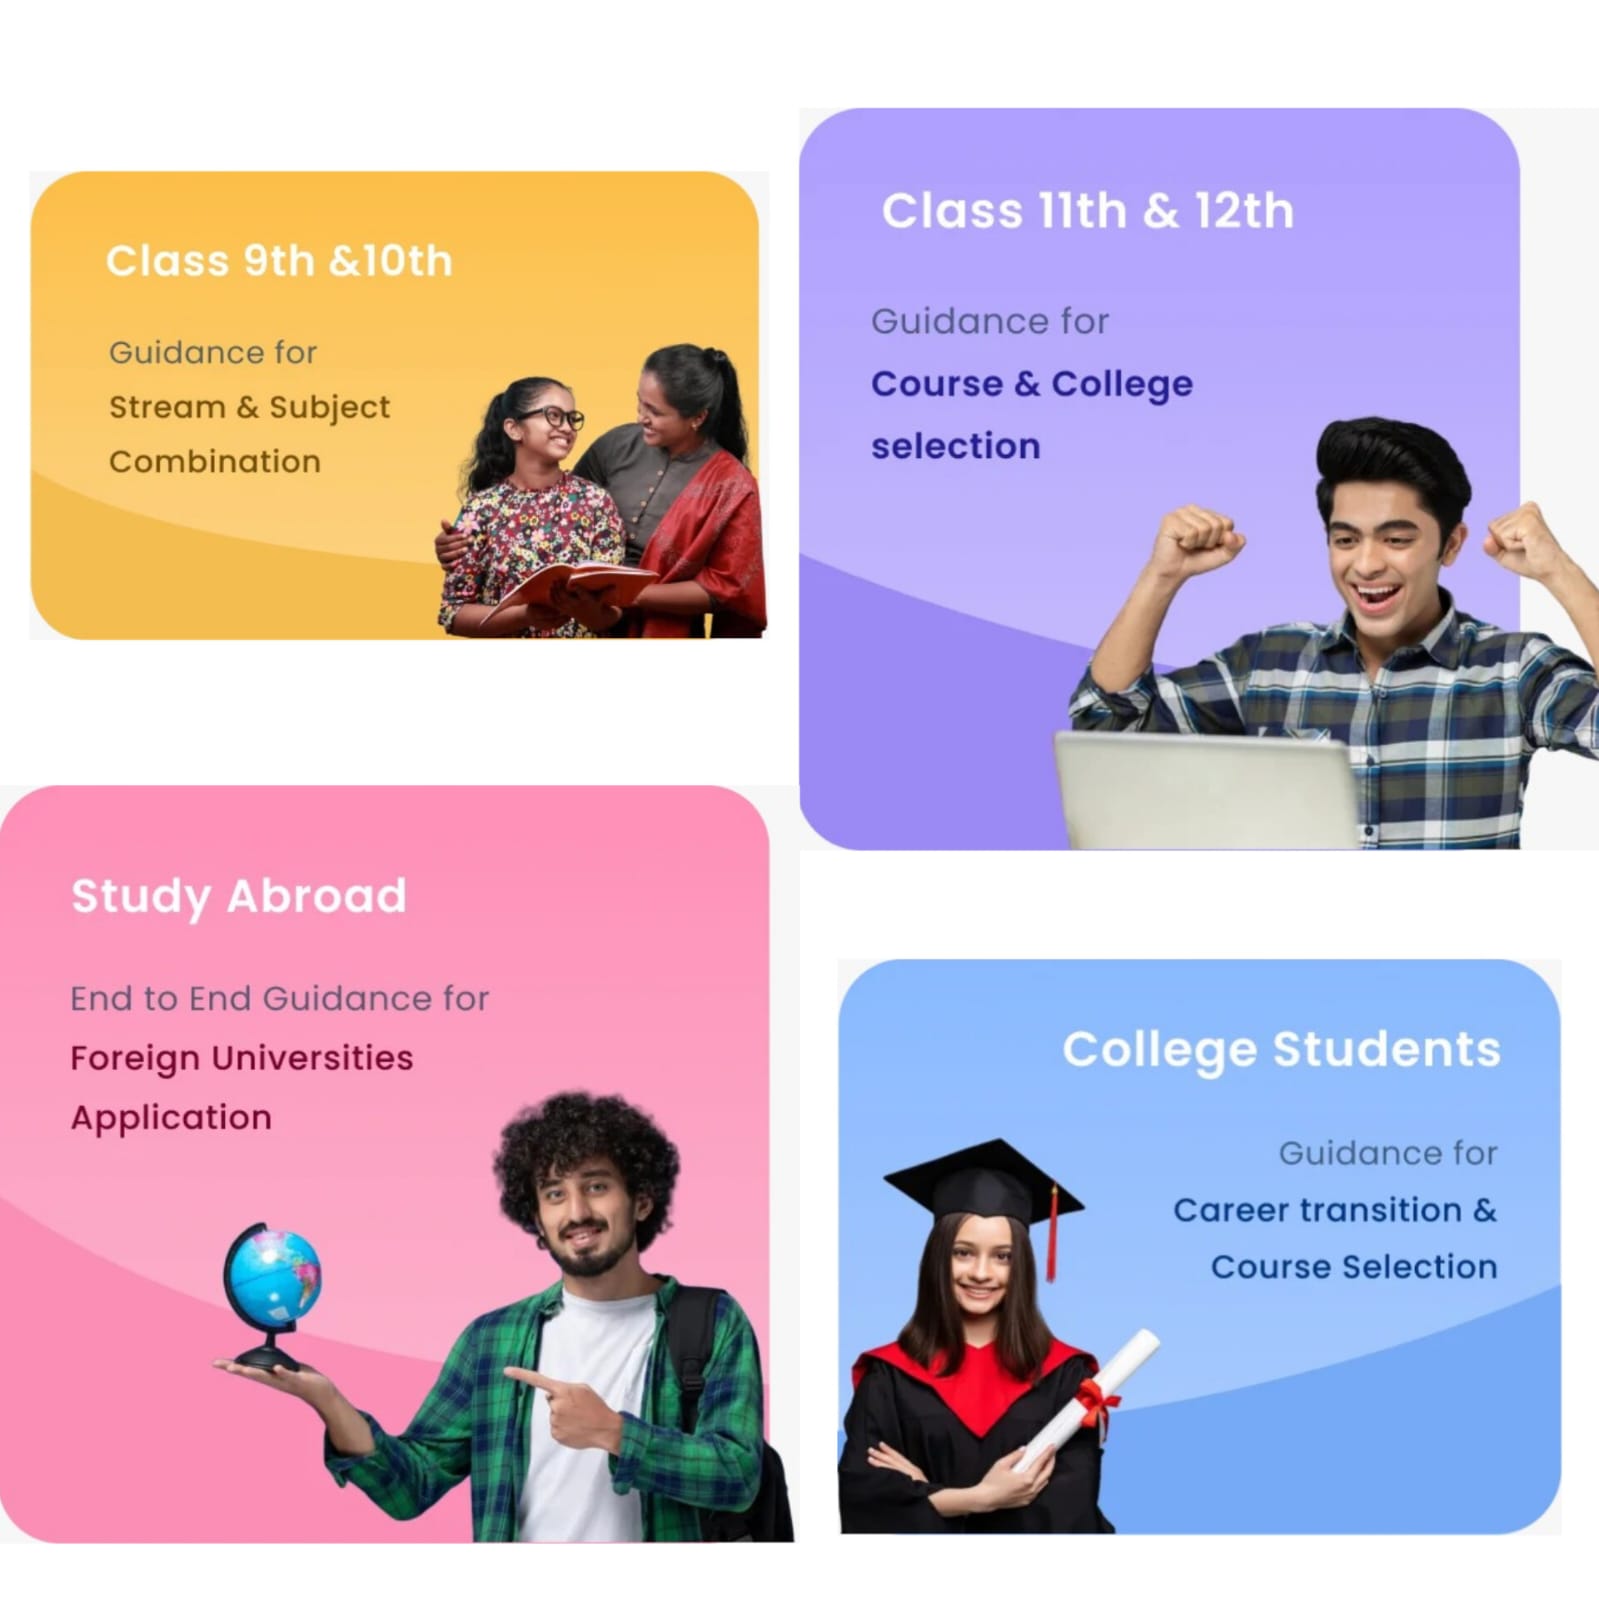 Class 9th &10th
Guidance for
Stream & Subject
Combination
Class 11th & 12th
Guidance for
Course & College
selection
Study Abroad
End to End Guidance for
Foreign Universities
Application
College Students
Guidance for
Career transition &
Course Selection